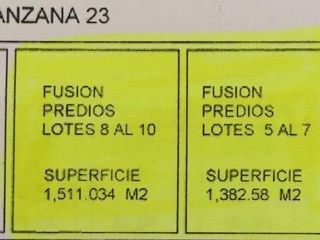 ANZANA 23
FUSION
PREDIOS
LOTES 8 AL 10
SUPERFICIE
1,511.034 M2
FUSION
PREDIOS
LOTES 5 AL 7
SUPERFICIE
1,382.58 M2